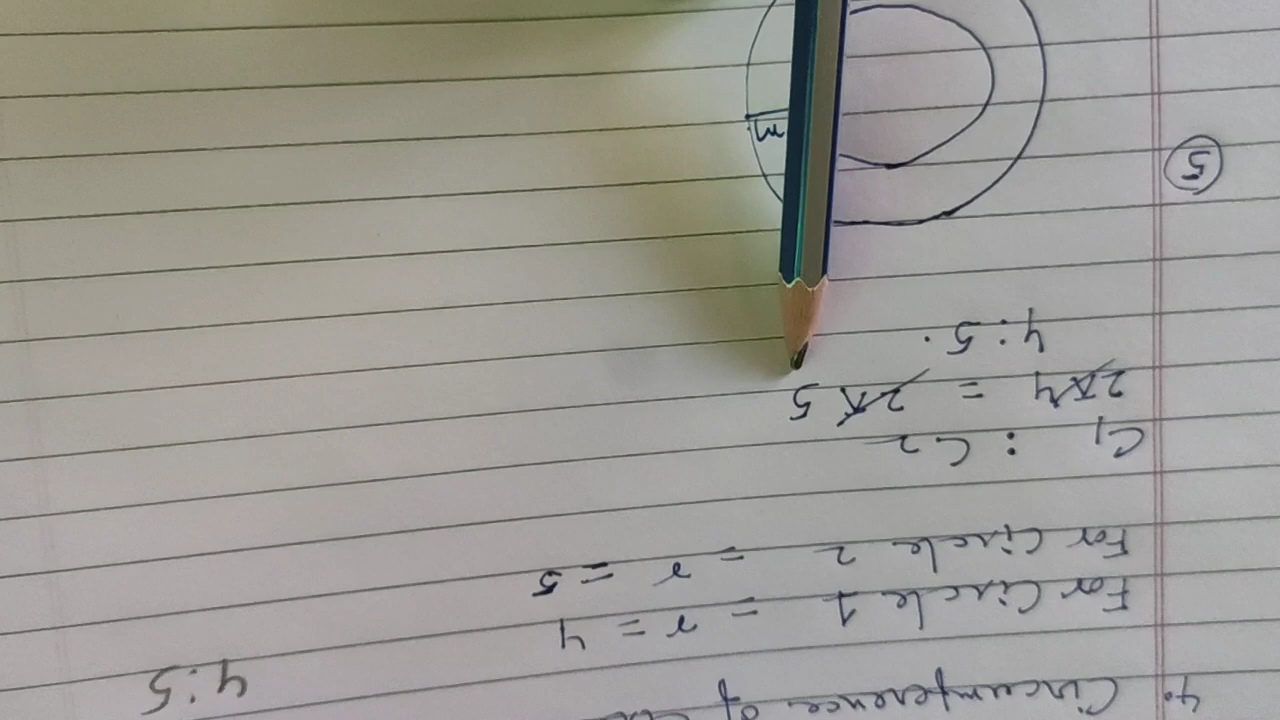 4. Circumference of
4:5
For Circle 1 = r = 4
For Circle 2 = r = 5
C1 : C2
2π4 = 2π5
4:5.
5
m